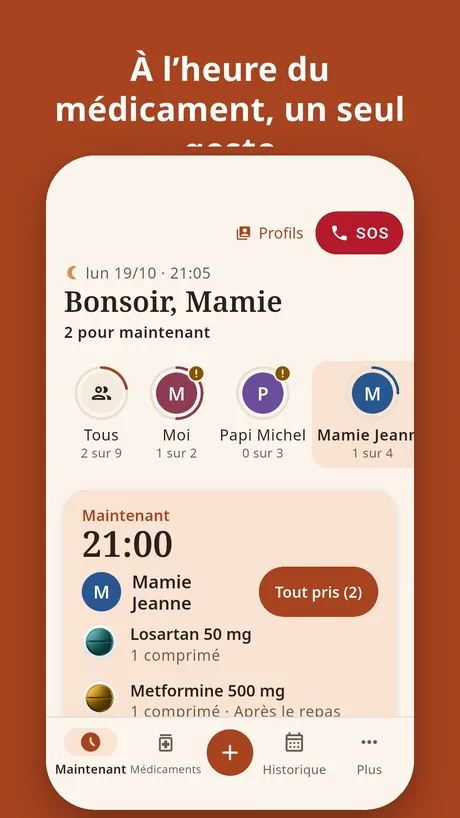 À l’heure du
médicament, un seul
geste
Profils
SOS
lun 19/10 · 21:05
Bonsoir, Mamie
2 pour maintenant
!
!
M
P
M
Tous
Moi
Papi Michel
Mamie Jeann
2 sur 9
1 sur 2
0 sur 3
1 sur 4
Maintenant
21:00
M
Mamie
Jeanne
Tout pris (2)
Losartan 50 mg
1 comprimé
Metformine 500 mg
1 comprimé · Après le repas
Maintenant
Médicaments
Historique
Plus